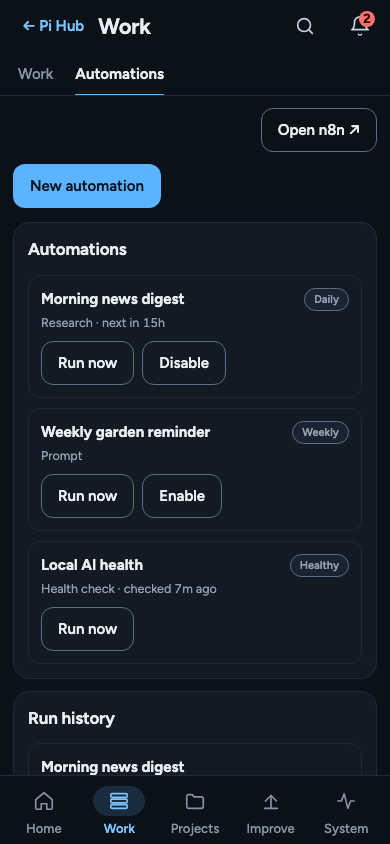 ← Pi Hub Work
2
Work Automations
Open n8n ↗
New automation
Automations
Morning news digest Daily
Research · next in 15h
Run now Disable
Weekly garden reminder Weekly
Prompt
Run now Enable
Local AI health Healthy
Health check · checked 7m ago
Run now
Run history
Morning news digest
Home Work Projects Improve System